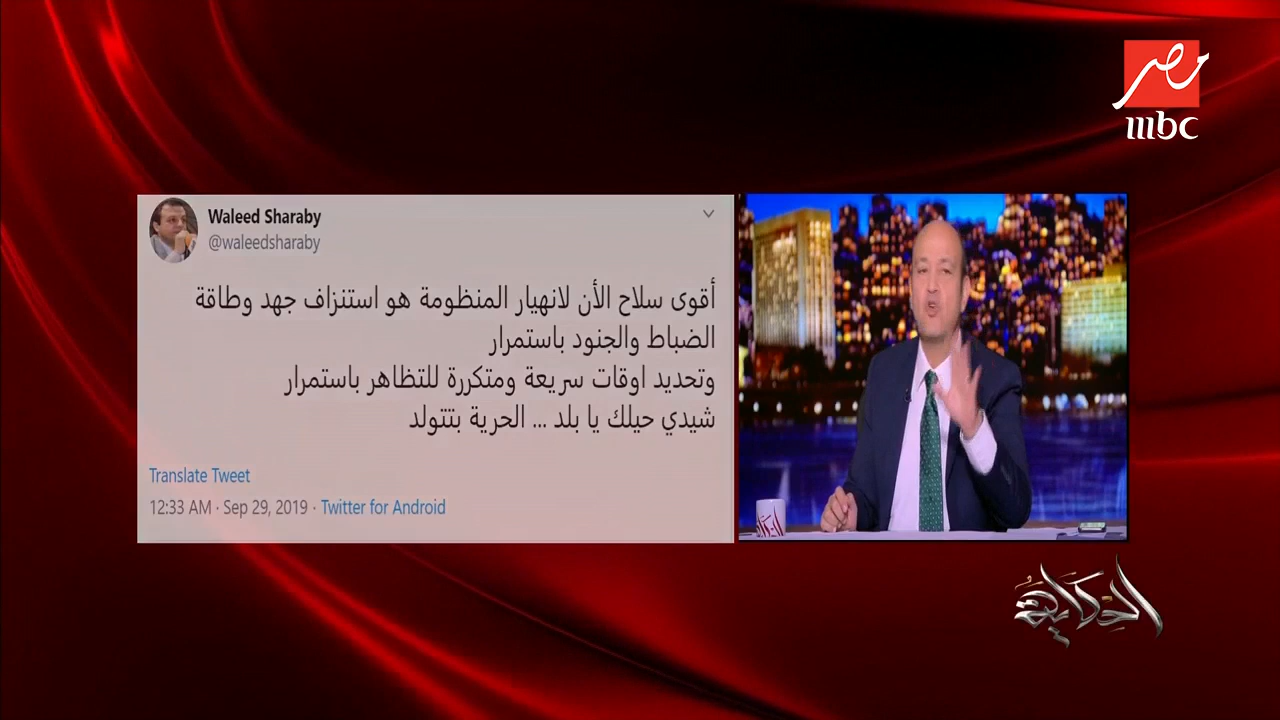 مصر
mbc
Waleed Sharaby
@waleedsharaby
أقوى سلاح الأن لانهيار المنظومة هو استنزاف جهد وطاقة
الضباط والجنود باستمرار
وتحديد اوقات سريعة ومتكررة للتظاهر باستمرار
شيدي حيلك يا بلد ... الحرية بتتولد
Translate Tweet
12:33 AM · Sep 29, 2019 · Twitter for Android
الحكاية
الحكاية